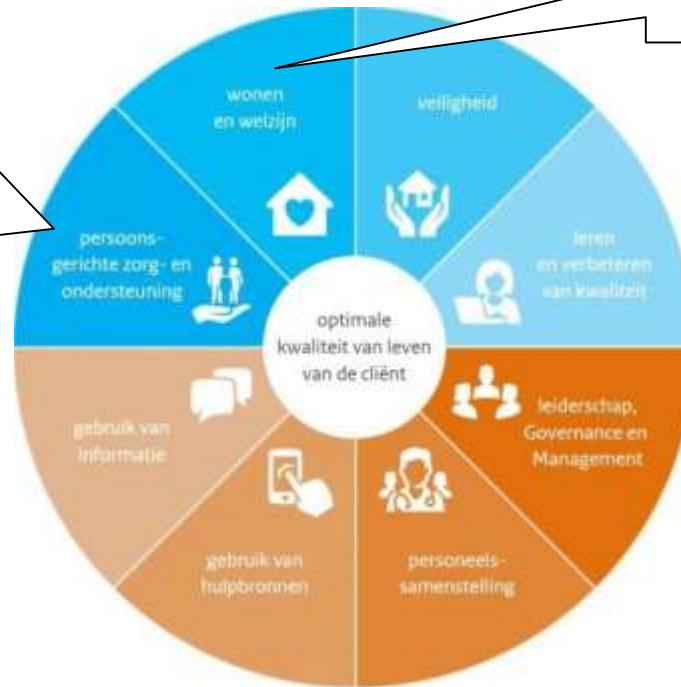 wonen
en welzijn
veiligheid
leren
en verbeteren
van kwaliteit
leiderschap,
Governance en
Management
personeels-
samenstelling
gebruik van
hulpbronnen
gebruik van
informatie
persoons-
gerichte zorg- en
ondersteuning
optimale
kwaliteit van leven
van de cliënt